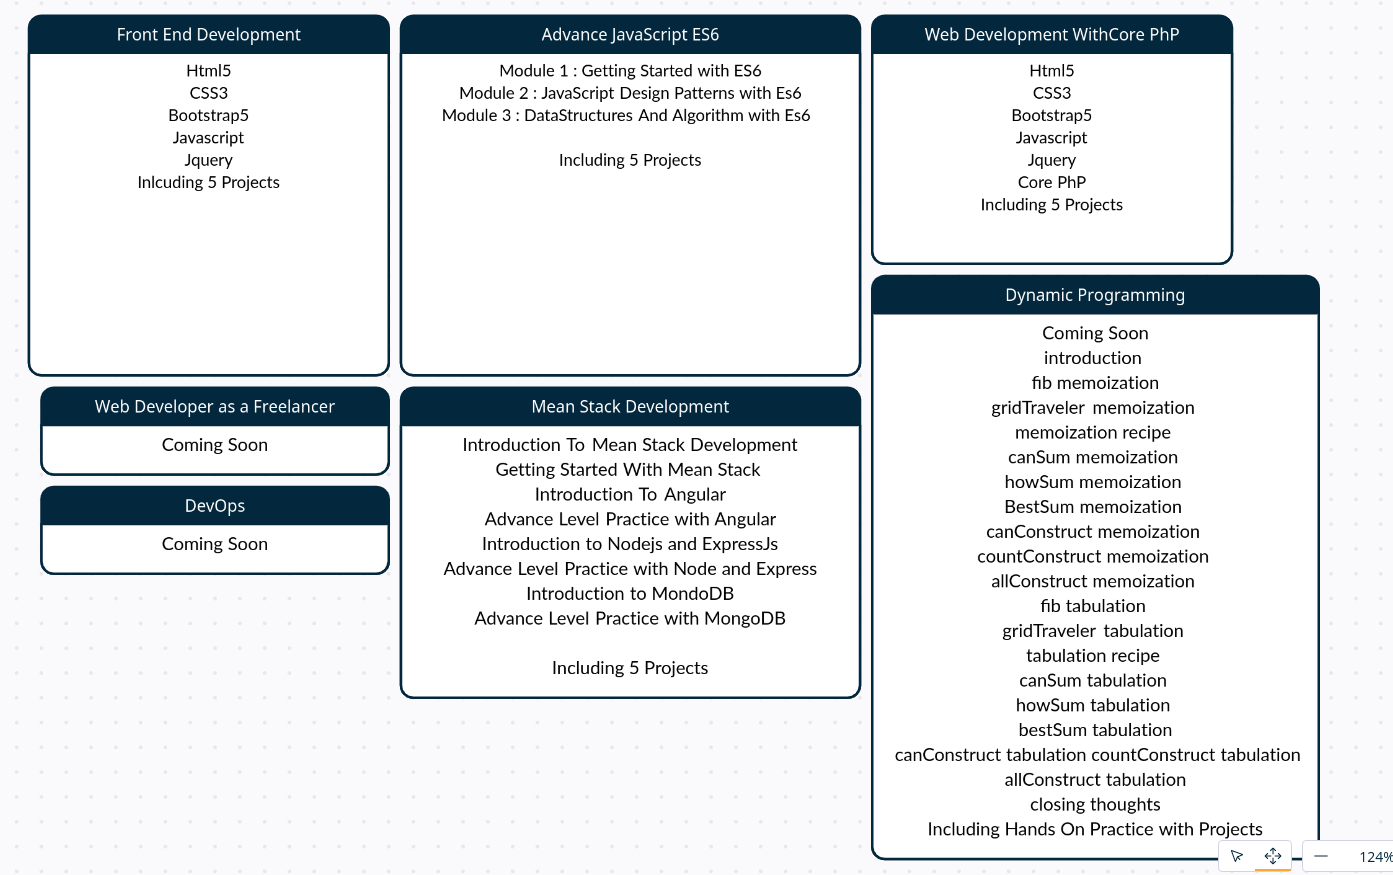 Front End Development
Html5
CSS3
Bootstrap5
Javascript
Jquery
Inlcuding 5 Projects
Advance JavaScript ES6
Module 1 : Getting Started with ES6
Module 2 : JavaScript Design Patterns with Es6
Module 3 : DataStructures And Algorithm with Es6
Including 5 Projects
Web Development WithCore PhP
Html5
CSS3
Bootstrap5
Javascript
Jquery
Core PhP
Including 5 Projects
Web Developer as a Freelancer
Coming Soon
DevOps
Coming Soon
Mean Stack Development
Introduction To Mean Stack Development
Getting Started With Mean Stack
Introduction To Angular
Advance Level Practice with Angular
Introduction to Nodejs and ExpressJs
Advance Level Practice with Node and Express
Introduction to MondoDB
Advance Level Practice with MongoDB
Including 5 Projects
Dynamic Programming
Coming Soon
introduction
fib memoization
gridTraveler memoization
memoization recipe
canSum memoization
howSum memoization
BestSum memoization
canConstruct memoization
countConstruct memoization
allConstruct memoization
fib tabulation
gridTraveler tabulation
tabulation recipe
canSum tabulation
howSum tabulation
bestSum tabulation
canConstruct tabulation countConstruct tabulation
allConstruct tabulation
closing thoughts
Including Hands On Practice with Projects
124%